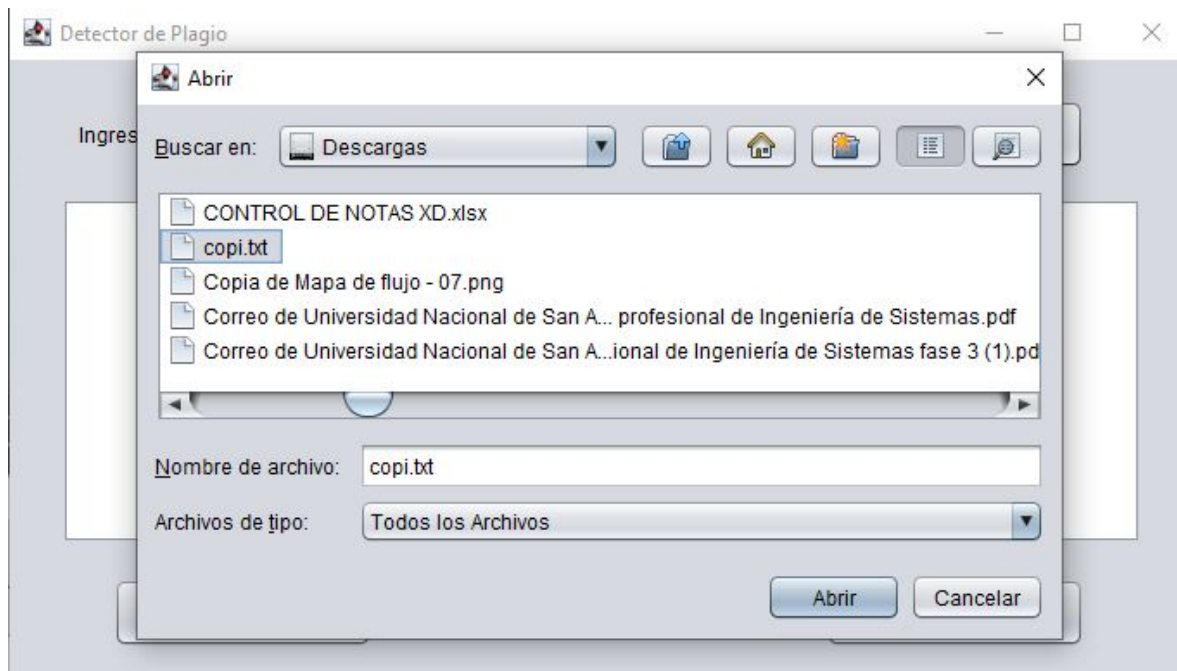 Detector de Plagio
Abrir
Ingres
Buscar en: Descargas
CONTROL DE NOTAS XD.xlsx
copi.txt
Copia de Mapa de flujo - 07.png
Correo de Universidad Nacional de San A... profesional de Ingeniería de Sistemas.pdf
Correo de Universidad Nacional de San A...ional de Ingeniería de Sistemas fase 3 (1).pd
Nombre de archivo: copi.txt
Archivos de tipo: Todos los Archivos
Abrir Cancelar